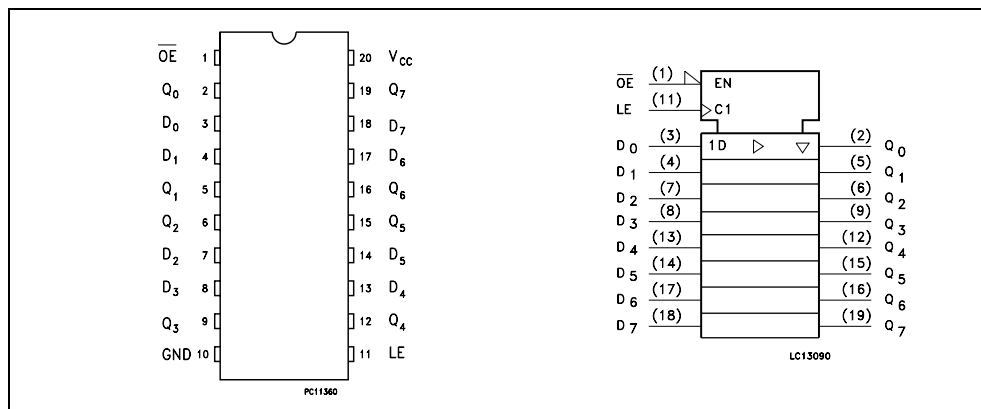 OE 1 20 VCC
Q0 2 19 Q7
D0 3 18 D7
D1 4 17 D6
Q1 5 16 Q6
Q2 6 15 Q5
D2 7 14 D5
D3 8 13 D4
Q3 9 12 Q4
GND 10 11 LE
PC11360
OE (1) EN
LE (11) C1
D0 (3) 1D (2) Q0
D1 (4) (5) Q1
D2 (7) (6) Q2
D3 (8) (9) Q3
D4 (13) (12) Q4
D5 (14) (15) Q5
D6 (17) (16) Q6
D7 (18) (19) Q7
LC13090